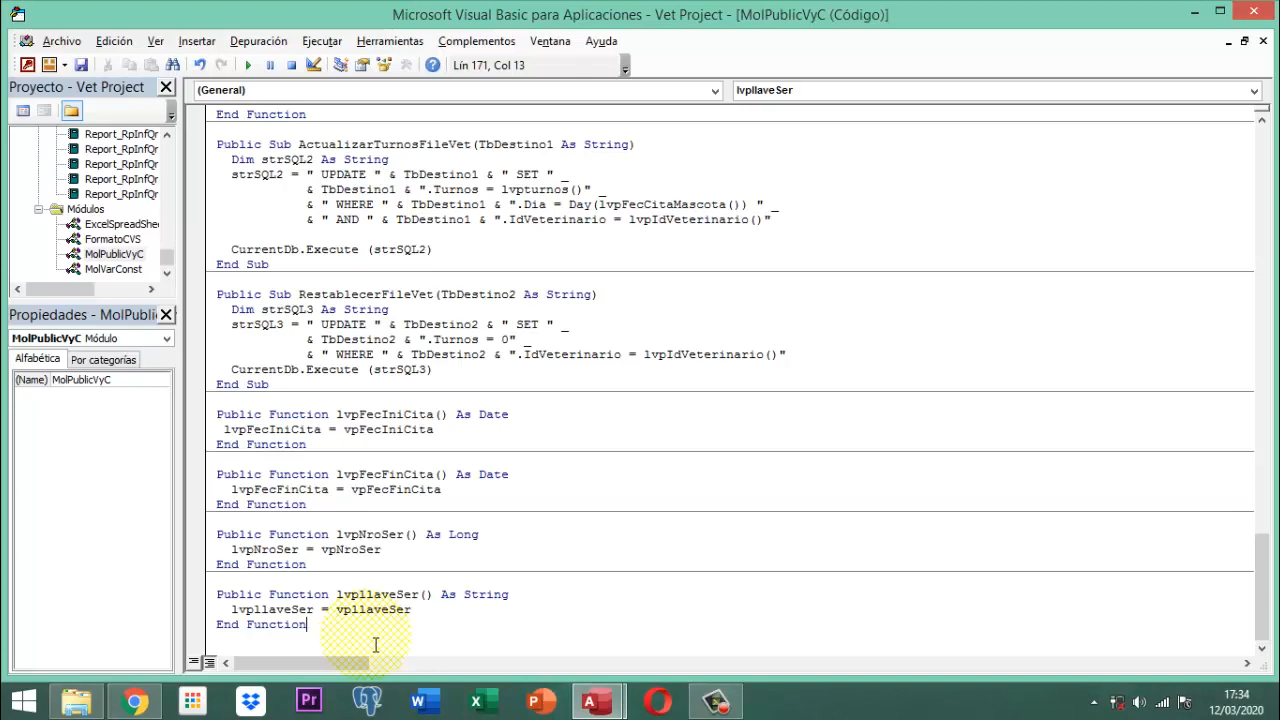 Microsoft Visual Basic para Aplicaciones - Vet Project - [MolPublicVyC (Código)]
Archivo Edición Ver Insertar Depuración Ejecutar Herramientas Complementos Ventana Ayuda
Lín 171, Col 13
Proyecto - Vet Project
(General) lvpllaveSer
Report_RpInfQr
Report_RpInfQr
Report_RpInfQr
Report_RpInfQr
Report_RpInfQr
Módulos
ExcelSpreadShe
FormatoCVS
MolPublicVyC
MolVarConst
Propiedades - MolPubli
MolPublicVyC Módulo
Alfabética Por categorías
(Name) MolPublicVyC
End Function
Public Sub ActualizarTurnosFileVet(TbDestino1 As String)
Dim strSQL2 As String
strSQL2 = " UPDATE " & TbDestino1 & " SET " _
& TbDestino1 & ".Turnos = lvpturnos()" _
& " WHERE " & TbDestino1 & ".Dia = Day(lvpFecCitaMascota()) " _
& " AND " & TbDestino1 & ".IdVeterinario = lvpIdVeterinario()"
CurrentDb.Execute (strSQL2)
End Sub
Public Sub RestablecerFileVet(TbDestino2 As String)
Dim strSQL3 As String
strSQL3 = " UPDATE " & TbDestino2 & " SET " _
& TbDestino2 & ".Turnos = 0" _
& " WHERE " & TbDestino2 & ".IdVeterinario = lvpIdVeterinario()"
CurrentDb.Execute (strSQL3)
End Sub
Public Function lvpFecIniCita() As Date
lvpFecIniCita = vpFecIniCita
End Function
Public Function lvpFecFinCita() As Date
lvpFecFinCita = vpFecFinCita
End Function
Public Function lvpNroSer() As Long
lvpNroSer = vpNroSer
End Function
Public Function lvpllaveSer() As String
lvpllaveSer = vpllaveSer
End Function
17:34
12/03/2020